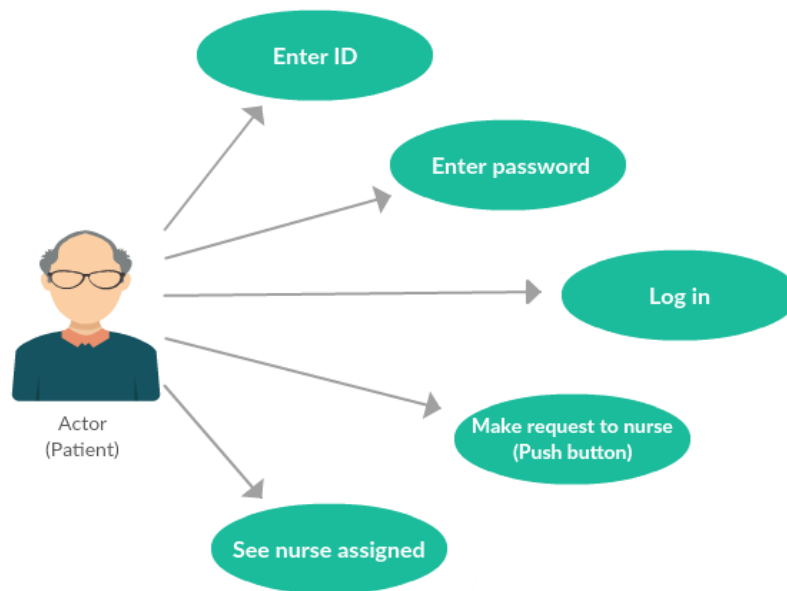 Enter ID
Enter password
Log in
Make request to nurse
(Push button)
See nurse assigned
Actor
(Patient)